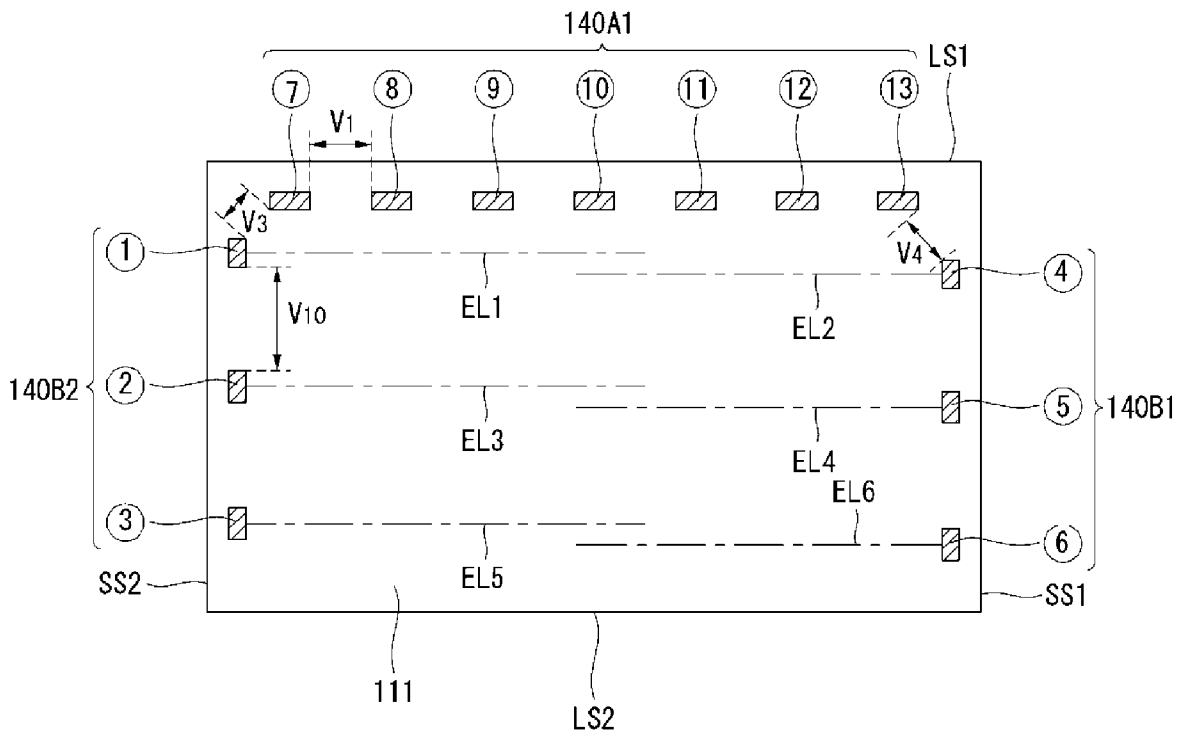 140A1
LS1
⑦ ⑧ ⑨ ⑩ ⑪ ⑫ ⑬
V1
V3
V4
① ④
EL1 EL2
V10
140B2 ② ⑤ 140B1
EL3 EL4
EL6
③ ⑥
EL5
SS2 SS1
111 LS2